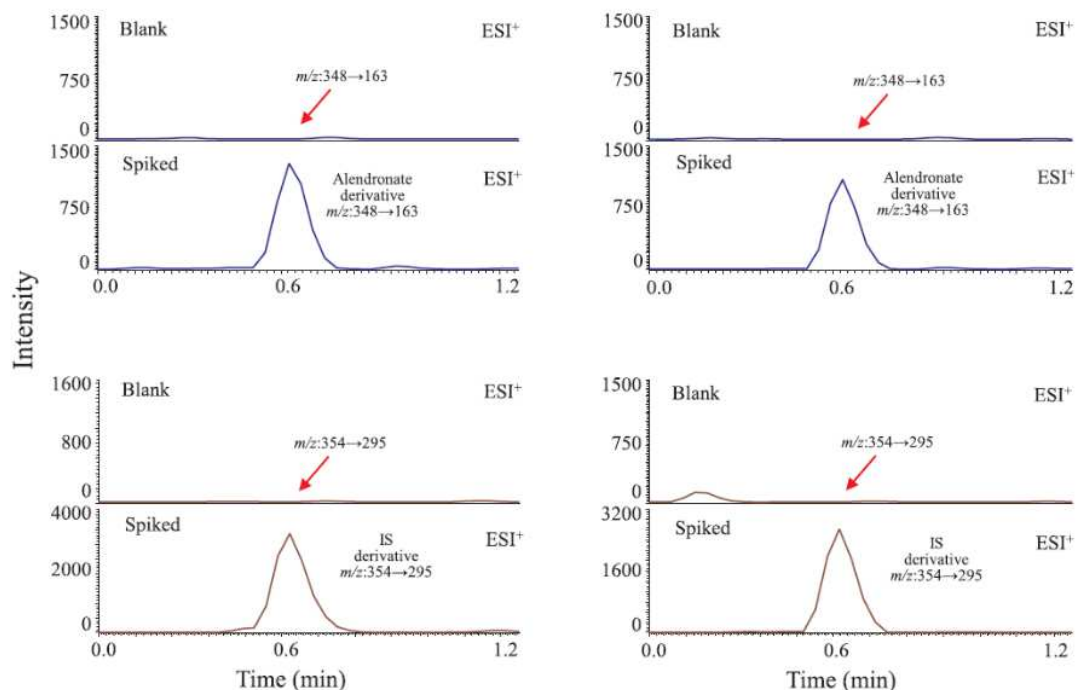 1500
Blank
ESI+
750
m/z:348→163
0
1500
Spiked
ESI+
Alendronate
derivative
m/z:348→163
750
0
0.0 0.6 1.2
1500
Blank
ESI+
750
m/z:348→163
0
1500
Spiked
ESI+
Alendronate
derivative
m/z:348→163
750
0
0.0 0.6 1.2
Intensity
1600
Blank
ESI+
800
m/z:354→295
0
4000
Spiked
ESI+
IS
derivative
m/z:354→295
2000
0
0.0 0.6 1.2
Time (min)
1500
Blank
ESI+
750
m/z:354→295
0
3200
Spiked
ESI+
IS
derivative
m/z:354→295
1600
0
0.0 0.6 1.2
Time (min)